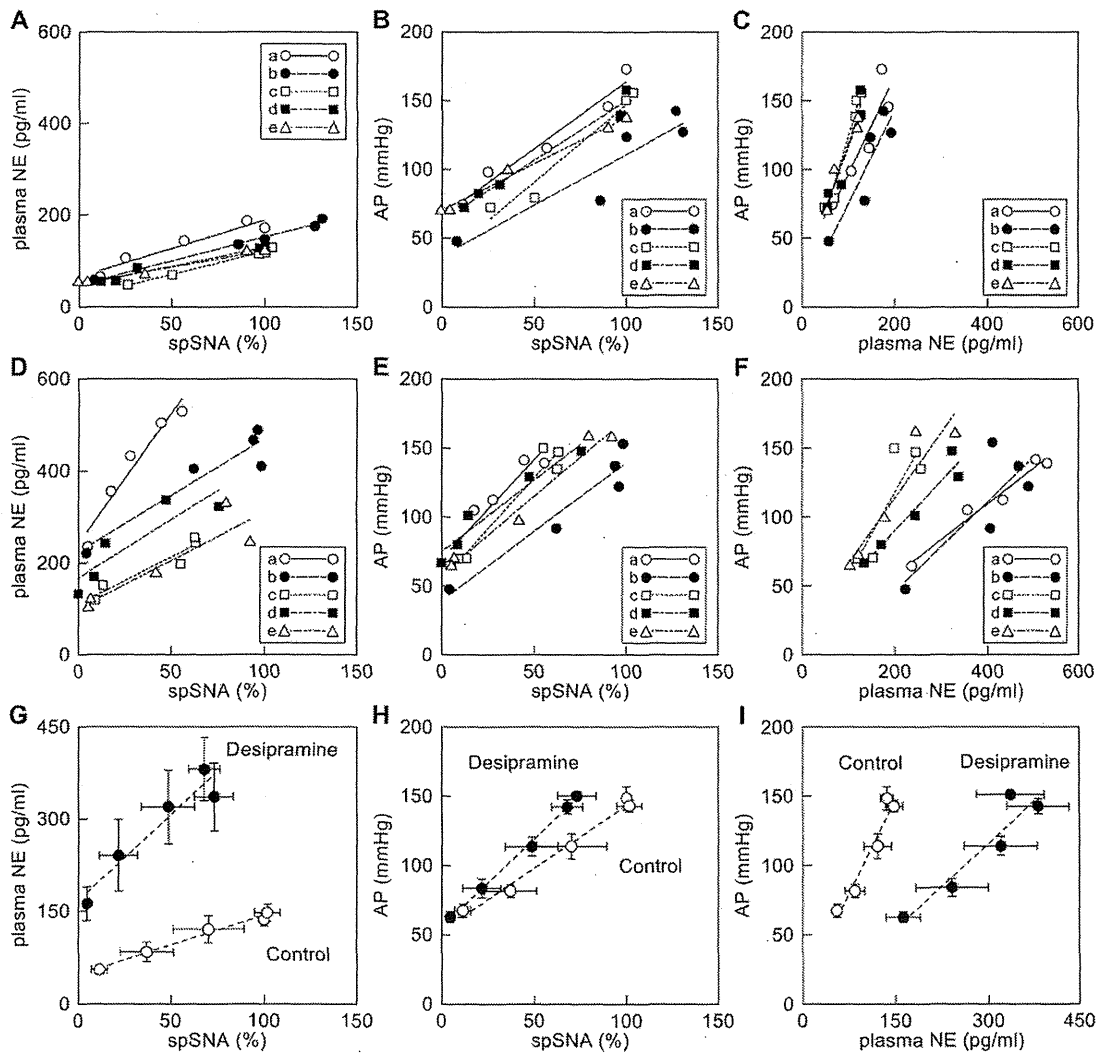 A
600
400
200
0
plasma NE (pg/ml)
0 50 100 150
spSNA (%)
a
b
c
d
e
B
200
150
100
50
0
AP (mmHg)
0 50 100 150
spSNA (%)
a
b
c
d
e
C
200
150
100
50
0
AP (mmHg)
0 200 400 600
plasma NE (pg/ml)
a
b
c
d
e
D
600
400
200
0
plasma NE (pg/ml)
0 50 100 150
spSNA (%)
a
b
c
d
e
E
200
150
100
50
0
AP (mmHg)
0 50 100 150
spSNA (%)
a
b
c
d
e
F
200
150
100
50
0
AP (mmHg)
0 200 400 600
plasma NE (pg/ml)
a
b
c
d
e
G
450
300
150
0
plasma NE (pg/ml)
Desipramine
Control
0 50 100 150
spSNA (%)
H
200
150
100
50
0
AP (mmHg)
Desipramine
Control
0 50 100 150
spSNA (%)
I
200
150
100
50
0
AP (mmHg)
Control
Desipramine
0 150 300 450
plasma NE (pg/ml)